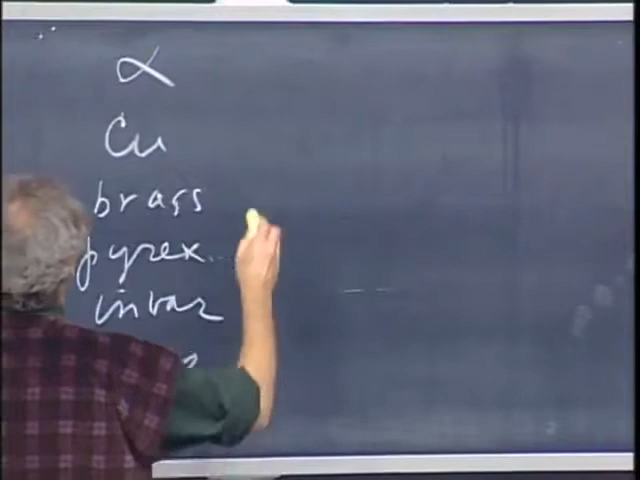 α
Cu
brass
pyrex
invar